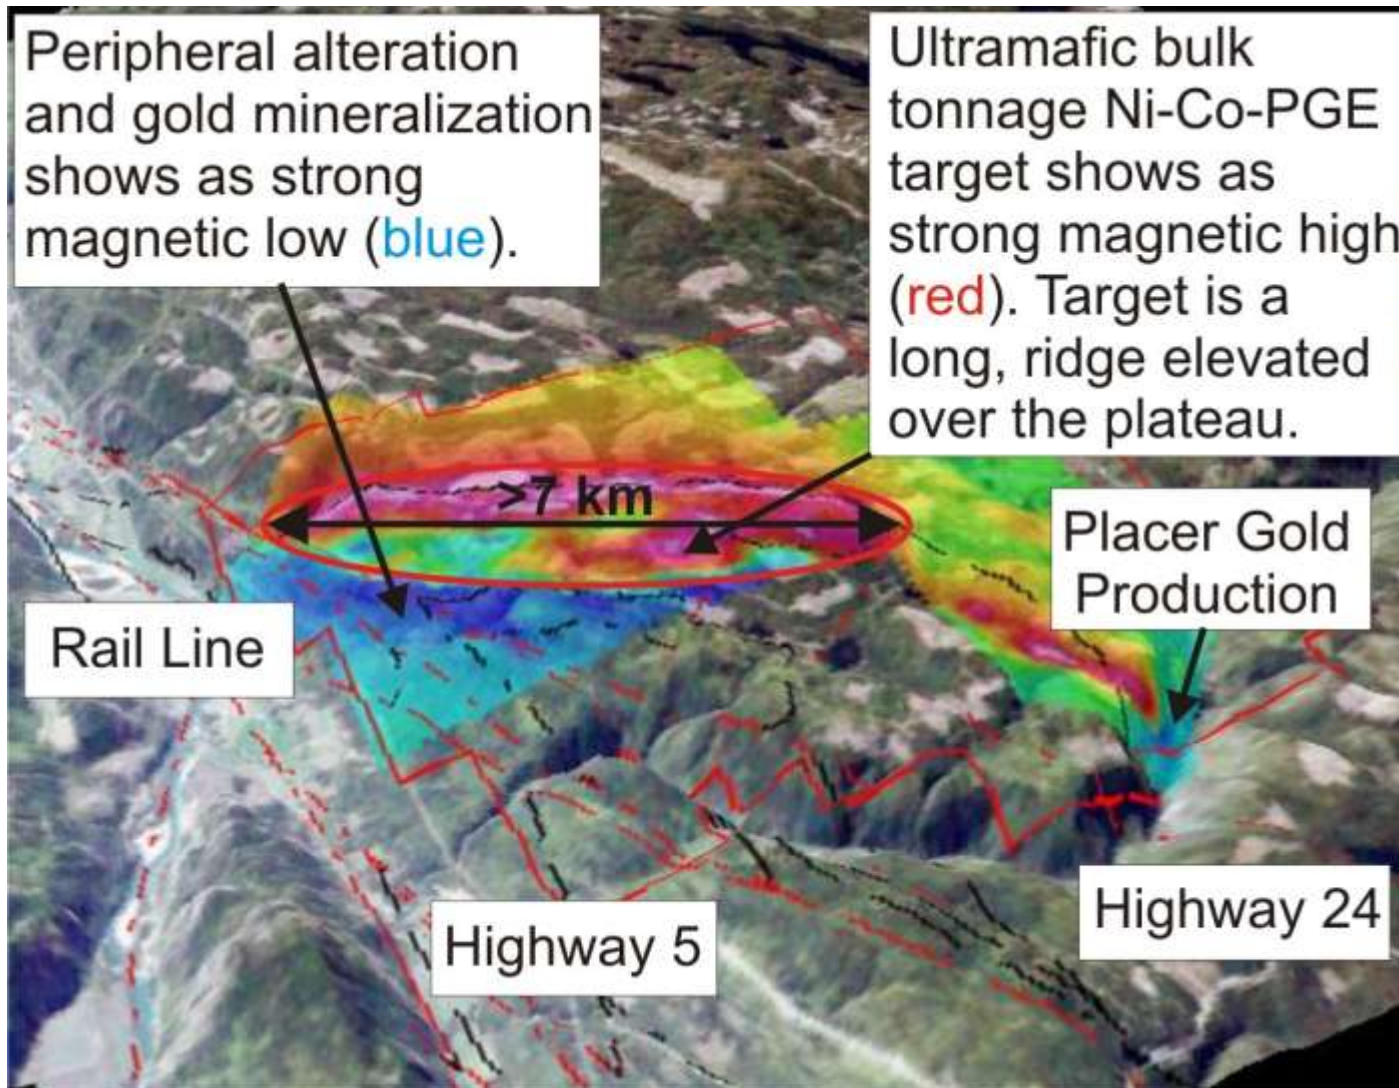 Peripheral alteration
and gold mineralization
shows as strong
magnetic low (blue).
Ultramafic bulk
tonnage Ni-Co-PGE
target shows as
strong magnetic high
(red). Target is a
long, ridge elevated
over the plateau.
>7 km
Placer Gold
Production
Rail Line
Highway 24
Highway 5